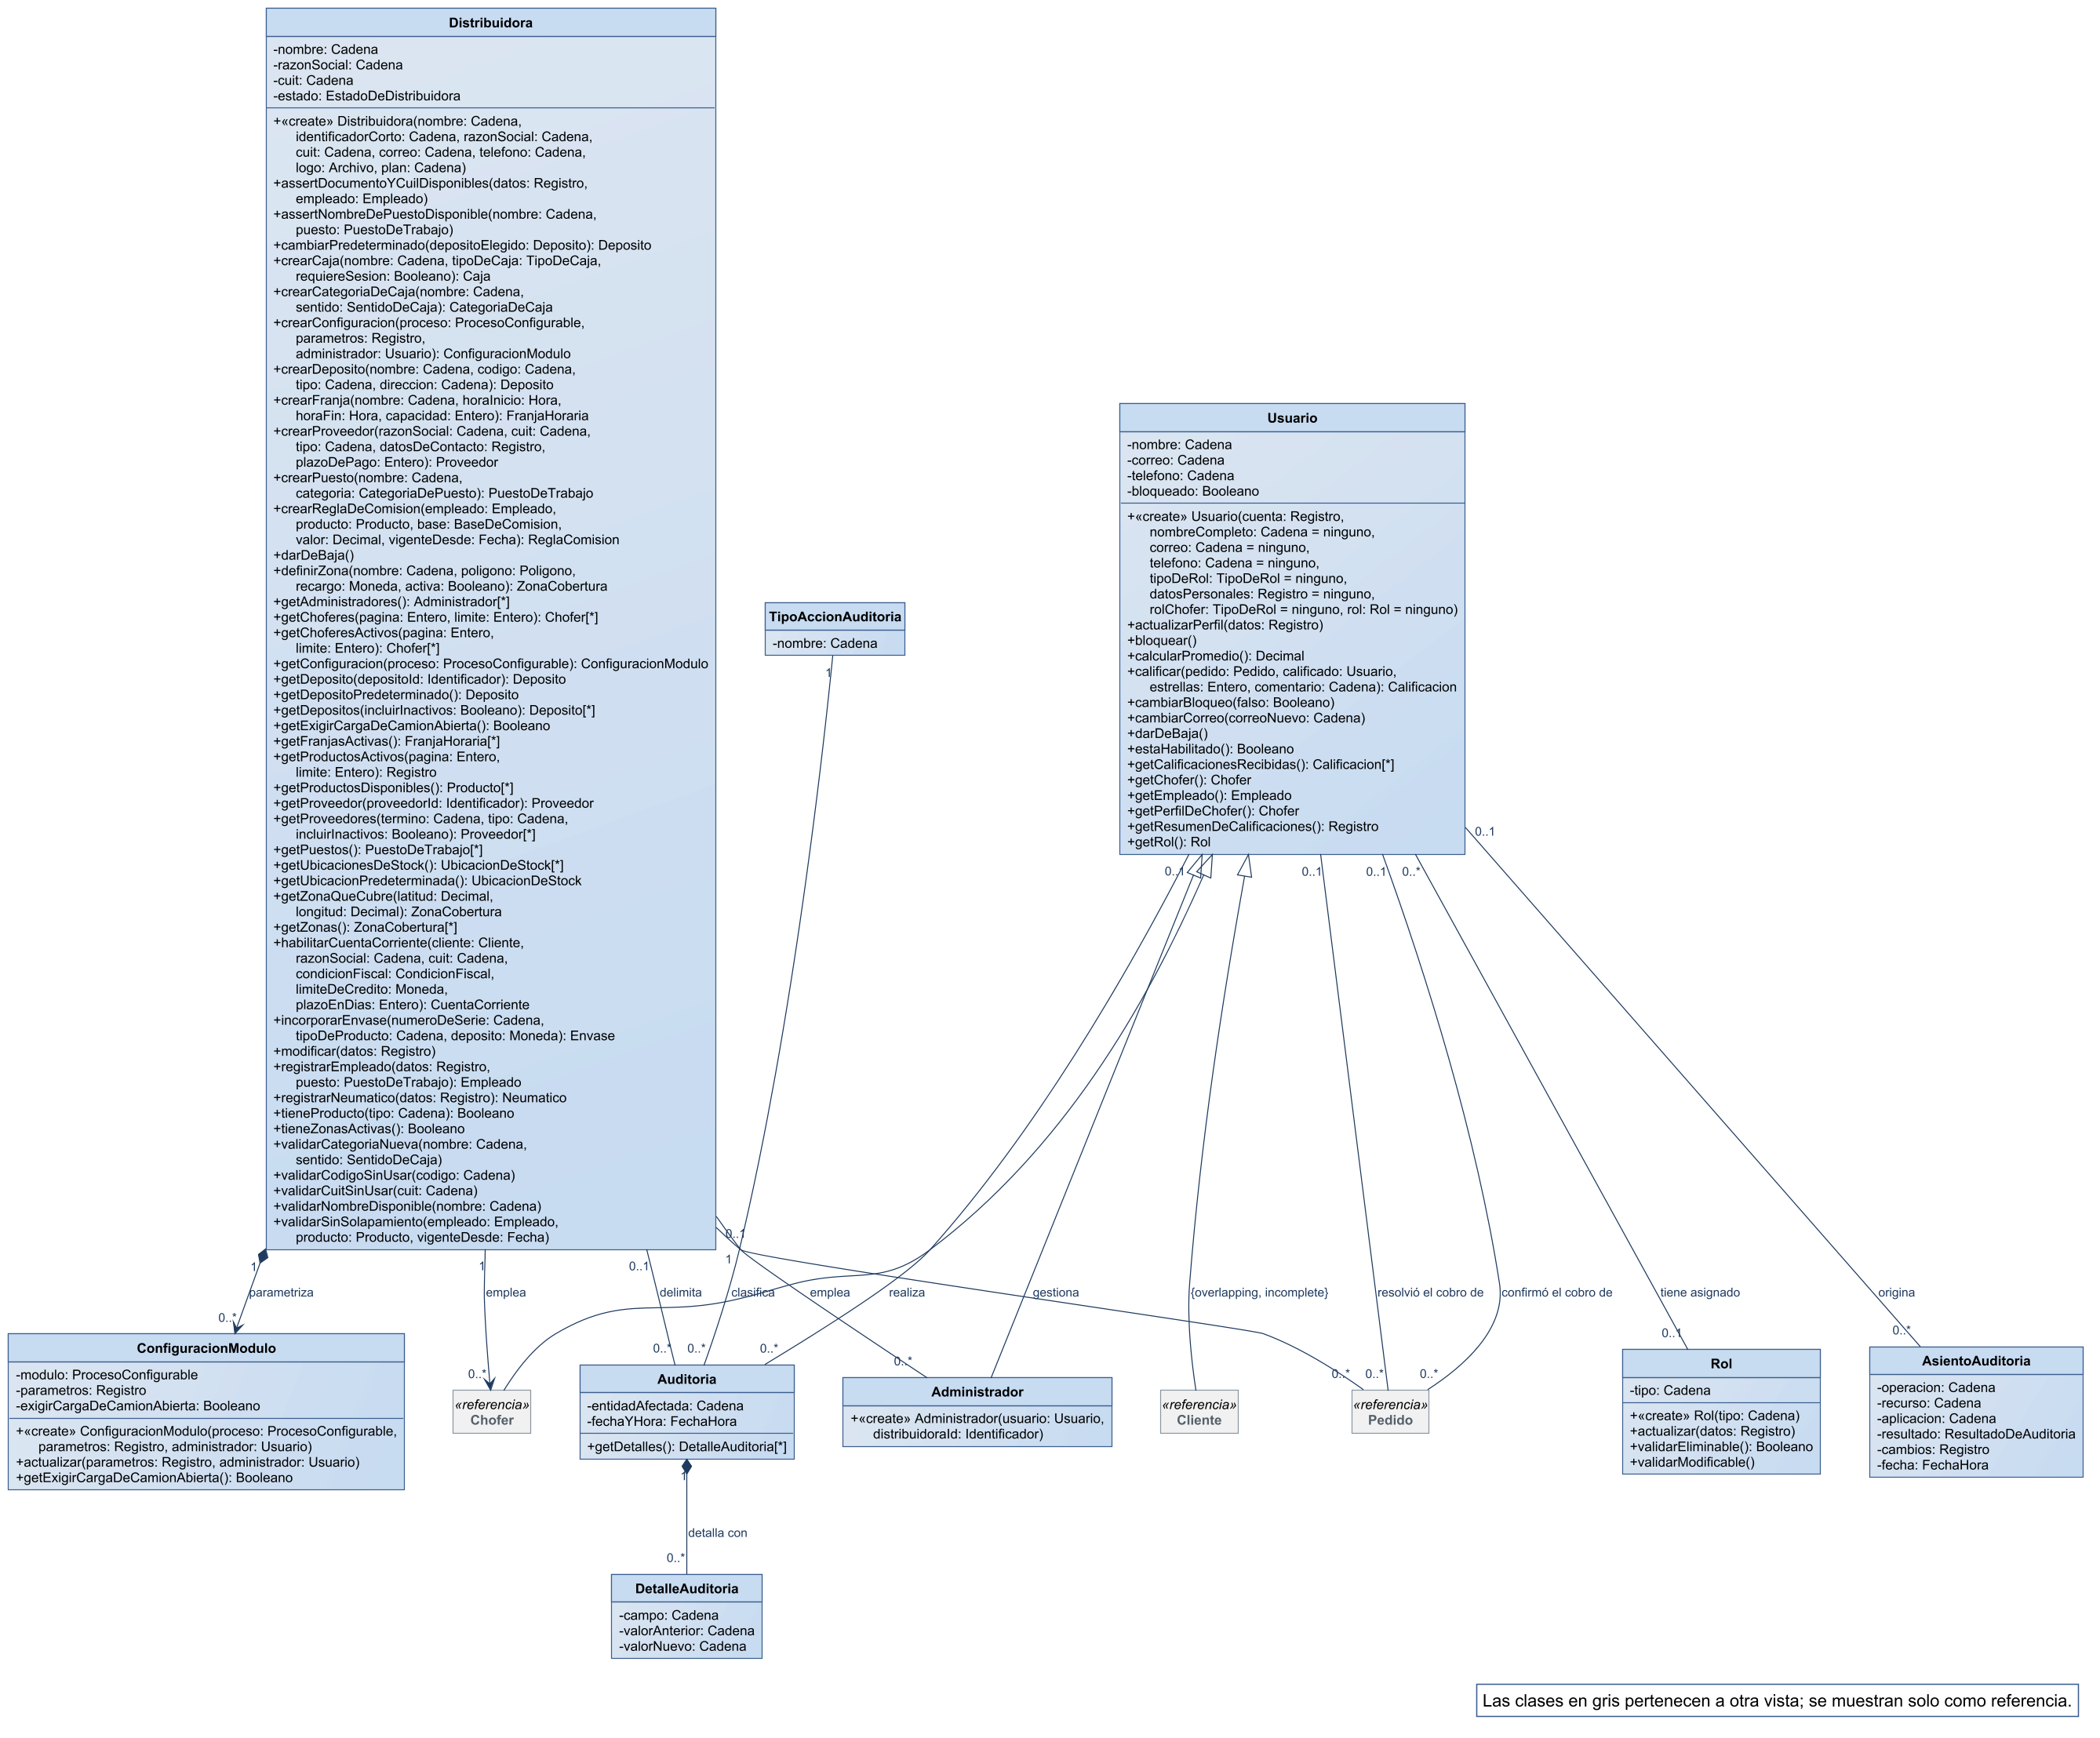 Distribuidora
-nombre: Cadena
-razonSocial: Cadena
-cuit: Cadena
-estado: EstadoDeDistribuidora
+«create» Distribuidora(nombre: Cadena,
identificadorCorto: Cadena, razonSocial: Cadena,
cuit: Cadena, correo: Cadena, telefono: Cadena,
logo: Archivo, plan: Cadena)
+assertDocumentoYCuilDisponibles(datos: Registro,
empleado: Empleado)
+assertNombreDePuestoDisponible(nombre: Cadena,
puesto: PuestoDeTrabajo)
+cambiarPredeterminado(depositoElegido: Deposito): Deposito
+crearCaja(nombre: Cadena, tipoDeCaja: TipoDeCaja,
requiereSesion: Booleano): Caja
+crearCategoriaDeCaja(nombre: Cadena,
sentido: SentidoDeCaja): CategoriaDeCaja
+crearConfiguracion(proceso: ProcesoConfigurable,
parametros: Registro,
administrador: Usuario): ConfiguracionModulo
+crearDeposito(nombre: Cadena, codigo: Cadena,
tipo: Cadena, direccion: Cadena): Deposito
+crearFranja(nombre: Cadena, horaInicio: Hora,
horaFin: Hora, capacidad: Entero): FranjaHoraria
+crearProveedor(razonSocial: Cadena, cuit: Cadena,
tipo: Cadena, datosDeContacto: Registro,
plazoDePago: Entero): Proveedor
+crearPuesto(nombre: Cadena,
categoria: CategoriaDePuesto): PuestoDeTrabajo
+crearReglaDeComision(empleado: Empleado,
producto: Producto, base: BaseDeComision,
valor: Decimal, vigenteDesde: Fecha): ReglaComision
+darDeBaja()
+definirZona(nombre: Cadena, poligono: Poligono,
recargo: Moneda, activa: Booleano): ZonaCobertura
+getAdministradores(): Administrador[*]
+getChoferes(pagina: Entero, limite: Entero): Chofer[*]
+getChoferesActivos(pagina: Entero,
limite: Entero): Chofer[*]
+getConfiguracion(proceso: ProcesoConfigurable): ConfiguracionModulo
+getDeposito(depositoId: Identificador): Deposito
+getDepositoPredeterminado(): Deposito
+getDepositos(incluirInactivos: Booleano): Deposito[*]
+getExigirCargaDeCamionAbierta(): Booleano
+getFranjasActivas(): FranjaHoraria[*]
+getProductosActivos(pagina: Entero,
limite: Entero): Registro
+getProductosDisponibles(): Producto[*]
+getProveedor(proveedorId: Identificador): Proveedor
+getProveedores(termino: Cadena, tipo: Cadena,
incluirInactivos: Booleano): Proveedor[*]
+getPuestos(): PuestoDeTrabajo[*]
+getUbicacionesDeStock(): UbicacionDeStock[*]
+getUbicacionPredeterminada(): UbicacionDeStock
+getZonaQueCubre(latitud: Decimal,
longitud: Decimal): ZonaCobertura
+getZonas(): ZonaCobertura[*]
+habilitarCuentaCorriente(cliente: Cliente,
razonSocial: Cadena, cuit: Cadena,
condicionFiscal: CondicionFiscal,
limiteDeCredito: Moneda,
plazoEnDias: Entero): CuentaCorriente
+incorporarEnvase(numeroDeSerie: Cadena,
tipoDeProducto: Cadena, deposito: Moneda): Envase
+modificar(datos: Registro)
+registrarEmpleado(datos: Registro,
puesto: PuestoDeTrabajo): Empleado
+registrarNeumatico(datos: Registro): Neumatico
+tieneProducto(tipo: Cadena): Booleano
+tieneZonasActivas(): Booleano
+validarCategoriaNueva(nombre: Cadena,
sentido: SentidoDeCaja)
+validarCodigoSinUsar(codigo: Cadena)
+validarCuitSinUsar(cuit: Cadena)
+validarNombreDisponible(nombre: Cadena)
+validarSinSolapamiento(empleado: Empleado,
producto: Producto, vigenteDesde: Fecha)
TipoAccionAuditoria
-nombre: Cadena
1
Usuario
-nombre: Cadena
-correo: Cadena
-telefono: Cadena
-bloqueado: Booleano
+«create» Usuario(cuenta: Registro,
nombreCompleto: Cadena = ninguno,
correo: Cadena = ninguno,
telefono: Cadena = ninguno,
tipoDeRol: TipoDeRol = ninguno,
datosPersonales: Registro = ninguno,
rolChofer: TipoDeRol = ninguno, rol: Rol = ninguno)
+actualizarPerfil(datos: Registro)
+bloquear()
+calcularPromedio(): Decimal
+calificar(pedido: Pedido, calificado: Usuario,
estrellas: Entero, comentario: Cadena): Calificacion
+cambiarBloqueo(falso: Booleano)
+cambiarCorreo(correoNuevo: Cadena)
+darDeBaja()
+estaHabilitado(): Booleano
+getCalificacionesRecibidas(): Calificacion[*]
+getChofer(): Chofer
+getEmpleado(): Empleado
+getPerfilDeChofer(): Chofer
+getResumenDeCalificaciones(): Registro
+getRol(): Rol
0..1
0..1
0..1
0..1
0..*
0..1
1
1
1
0..1
parametriza
emplea
delimita
clasifica
emplea
realiza
gestiona
{overlapping, incomplete}
resolvió el cobro de
confirmó el cobro de
tiene asignado
origina
0..*
0..*
0..*
0..*
0..*
0..*
0..*
0..*
0..*
0..1
0..*
ConfiguracionModulo
-modulo: ProcesoConfigurable
-parametros: Registro
-exigirCargaDeCamionAbierta: Booleano
+«create» ConfiguracionModulo(proceso: ProcesoConfigurable,
parametros: Registro, administrador: Usuario)
+actualizar(parametros: Registro, administrador: Usuario)
+getExigirCargaDeCamionAbierta(): Booleano
«referencia»
Chofer
Auditoria
-entidadAfectada: Cadena
-fechaYHora: FechaHora
+getDetalles(): DetalleAuditoria[*]
Administrador
+«create» Administrador(usuario: Usuario,
distribuidoraId: Identificador)
«referencia»
Cliente
«referencia»
Pedido
Rol
-tipo: Cadena
+«create» Rol(tipo: Cadena)
+actualizar(datos: Registro)
+validarEliminable(): Booleano
+validarModificable()
AsientoAuditoria
-operacion: Cadena
-recurso: Cadena
-aplicacion: Cadena
-resultado: ResultadoDeAuditoria
-cambios: Registro
-fecha: FechaHora
1
detalla con
0..*
DetalleAuditoria
-campo: Cadena
-valorAnterior: Cadena
-valorNuevo: Cadena
Las clases en gris pertenecen a otra vista; se muestran solo como referencia.